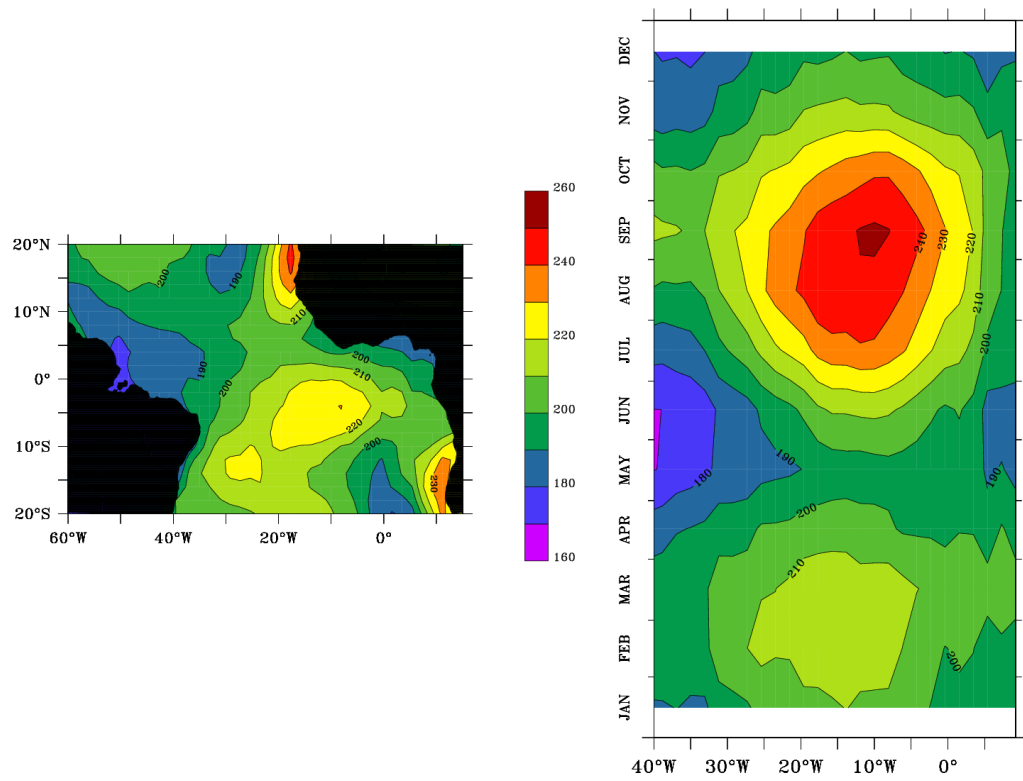 20°N
10°N
0°
10°S
20°S
60°W 40°W 20°W 0°
200
190
210
190
200
200
210
220
200
230
260
240
220
200
180
160
DEC
NOV
OCT
SEP
AUG
JUL
JUN
MAY
APR
MAR
FEB
JAN
240 230 220
210
200
190
180
190
200
210
200
40°W 30°W 20°W 10°W 0°